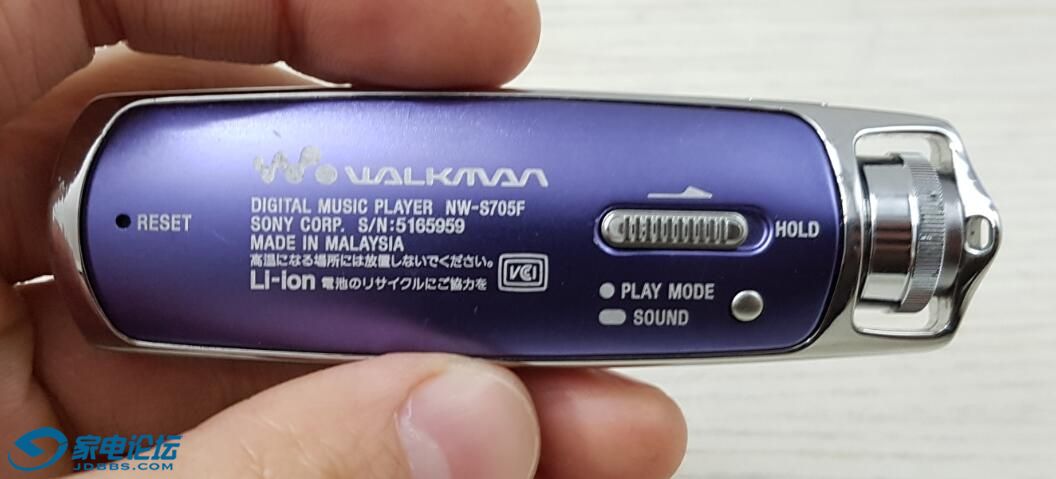 WALKMAN
DIGITAL MUSIC PLAYER NW-S705F
SONY CORP. S/N:5165959
MADE IN MALAYSIA
高温になる場所には放置しないでください。
Li-ion 電池のリサイクルにご協力を
VCI
RESET
HOLD
PLAY MODE
SOUND
家电论坛
JDBBS.COM